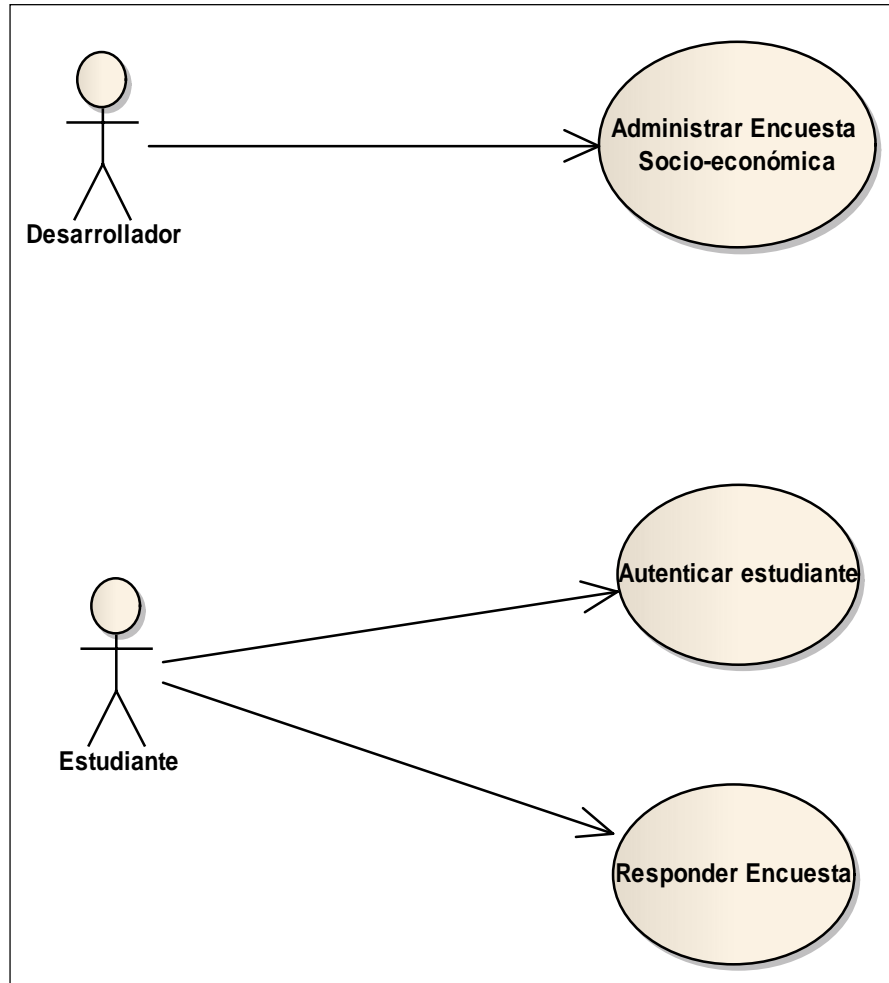 Administrar Encuesta
Socio-económica
Desarrollador
Autenticar estudiante
Estudiante
Responder Encuesta